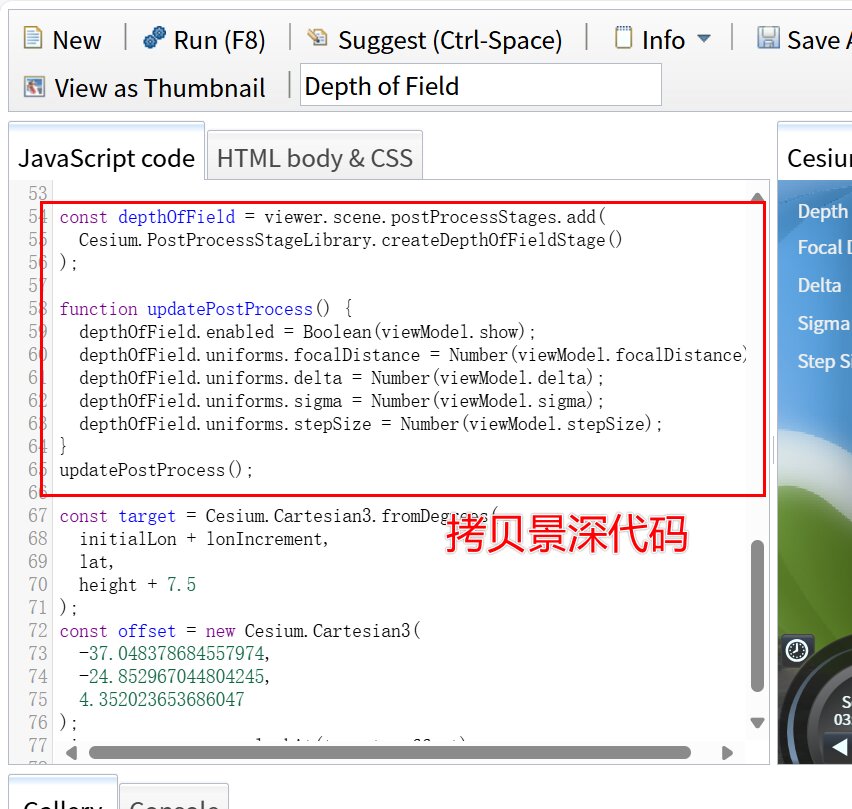 New Run (F8) Suggest (Ctrl-Space) Info Save
View as Thumbnail Depth of Field
JavaScript code HTML body & CSS
53
54 const depthOfField = viewer.scene.postProcessStages.add(
55   Cesium.PostProcessStageLibrary.createDepthOfFieldStage()
56 );
57
58 function updatePostProcess() {
59   depthOfField.enabled = Boolean(viewModel.show);
60   depthOfField.uniforms.focalDistance = Number(viewModel.focalDistance)
61   depthOfField.uniforms.delta = Number(viewModel.delta);
62   depthOfField.uniforms.sigma = Number(viewModel.sigma);
63   depthOfField.uniforms.stepSize = Number(viewModel.stepSize);
64 }
65 updatePostProcess();
66
67 const target = Cesium.Cartesian3.fromDegrees(
68   initialLon + lonIncrement,
69   lat,
70   height + 7.5
71 );
72 const offset = new Cesium.Cartesian3(
73   -37.048378684557974,
74   -24.852967044804245,
75   4.352023653686047
76 );
77
拷贝景深代码
Cesium
Depth
Focal D
Delta
Sigma
Step Si
03
Gallery Console